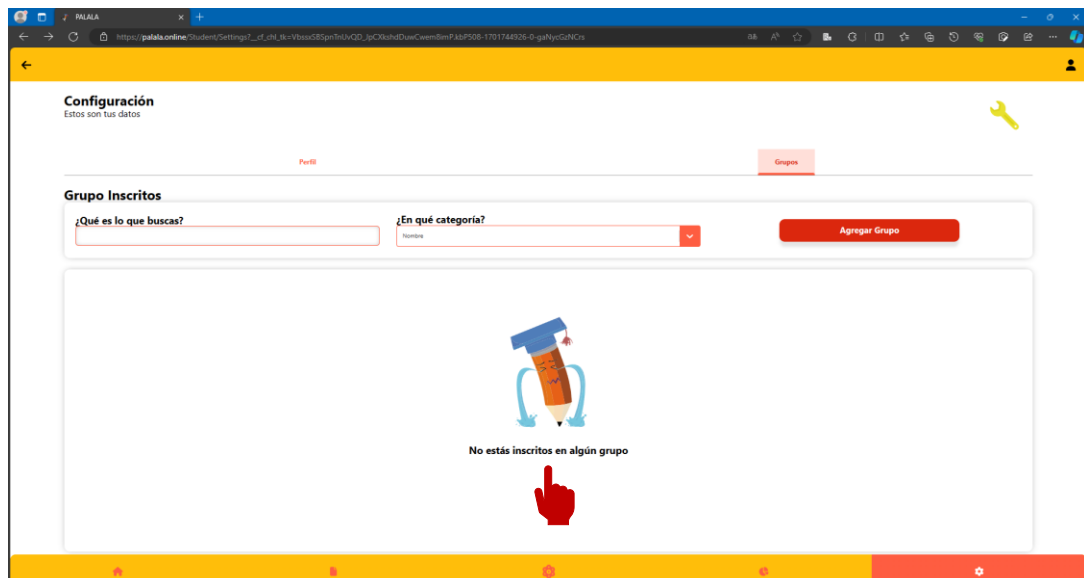 PALALA
https://palala.online/Student/Settings?__cf_chl_tk=VbssxSBSpnTnUvQD_JpCXkshdDuwCwem8imP.kbP508-1701744926-0-gaNycGzNCrs
Configuración
Estos son tus datos
Perfil
Grupos
Grupo Inscritos
¿Qué es lo que buscas?
¿En qué categoría?
Nombre
Agregar Grupo
No estás inscritos en algún grupo